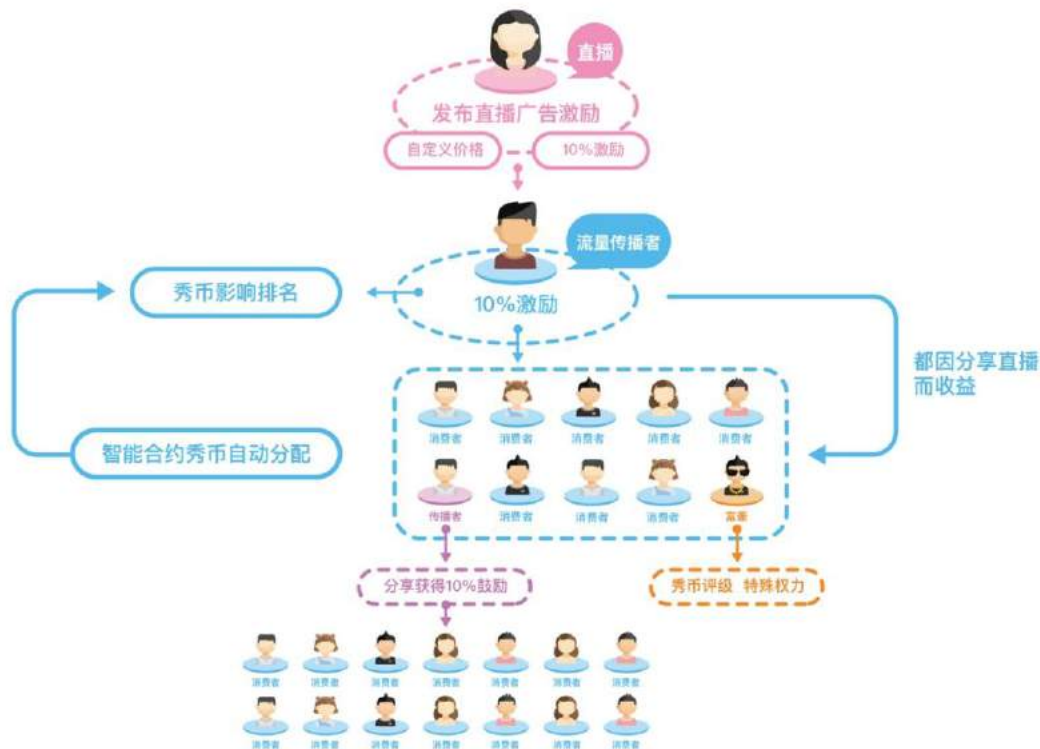 直播
发布直播广告激励
自定义价格
10%激励
流量传播者
秀币影响排名
10%激励
都因分享直播
而收益
消费者 消费者 消费者 消费者 消费者
智能合约秀币自动分配
传播者 消费者 消费者 消费者 富豪
分享获得10%鼓励
秀币评级 特殊权力
消费者 消费者 消费者 消费者 消费者 消费者 消费者
消费者 消费者 消费者 消费者 消费者 消费者 消费者